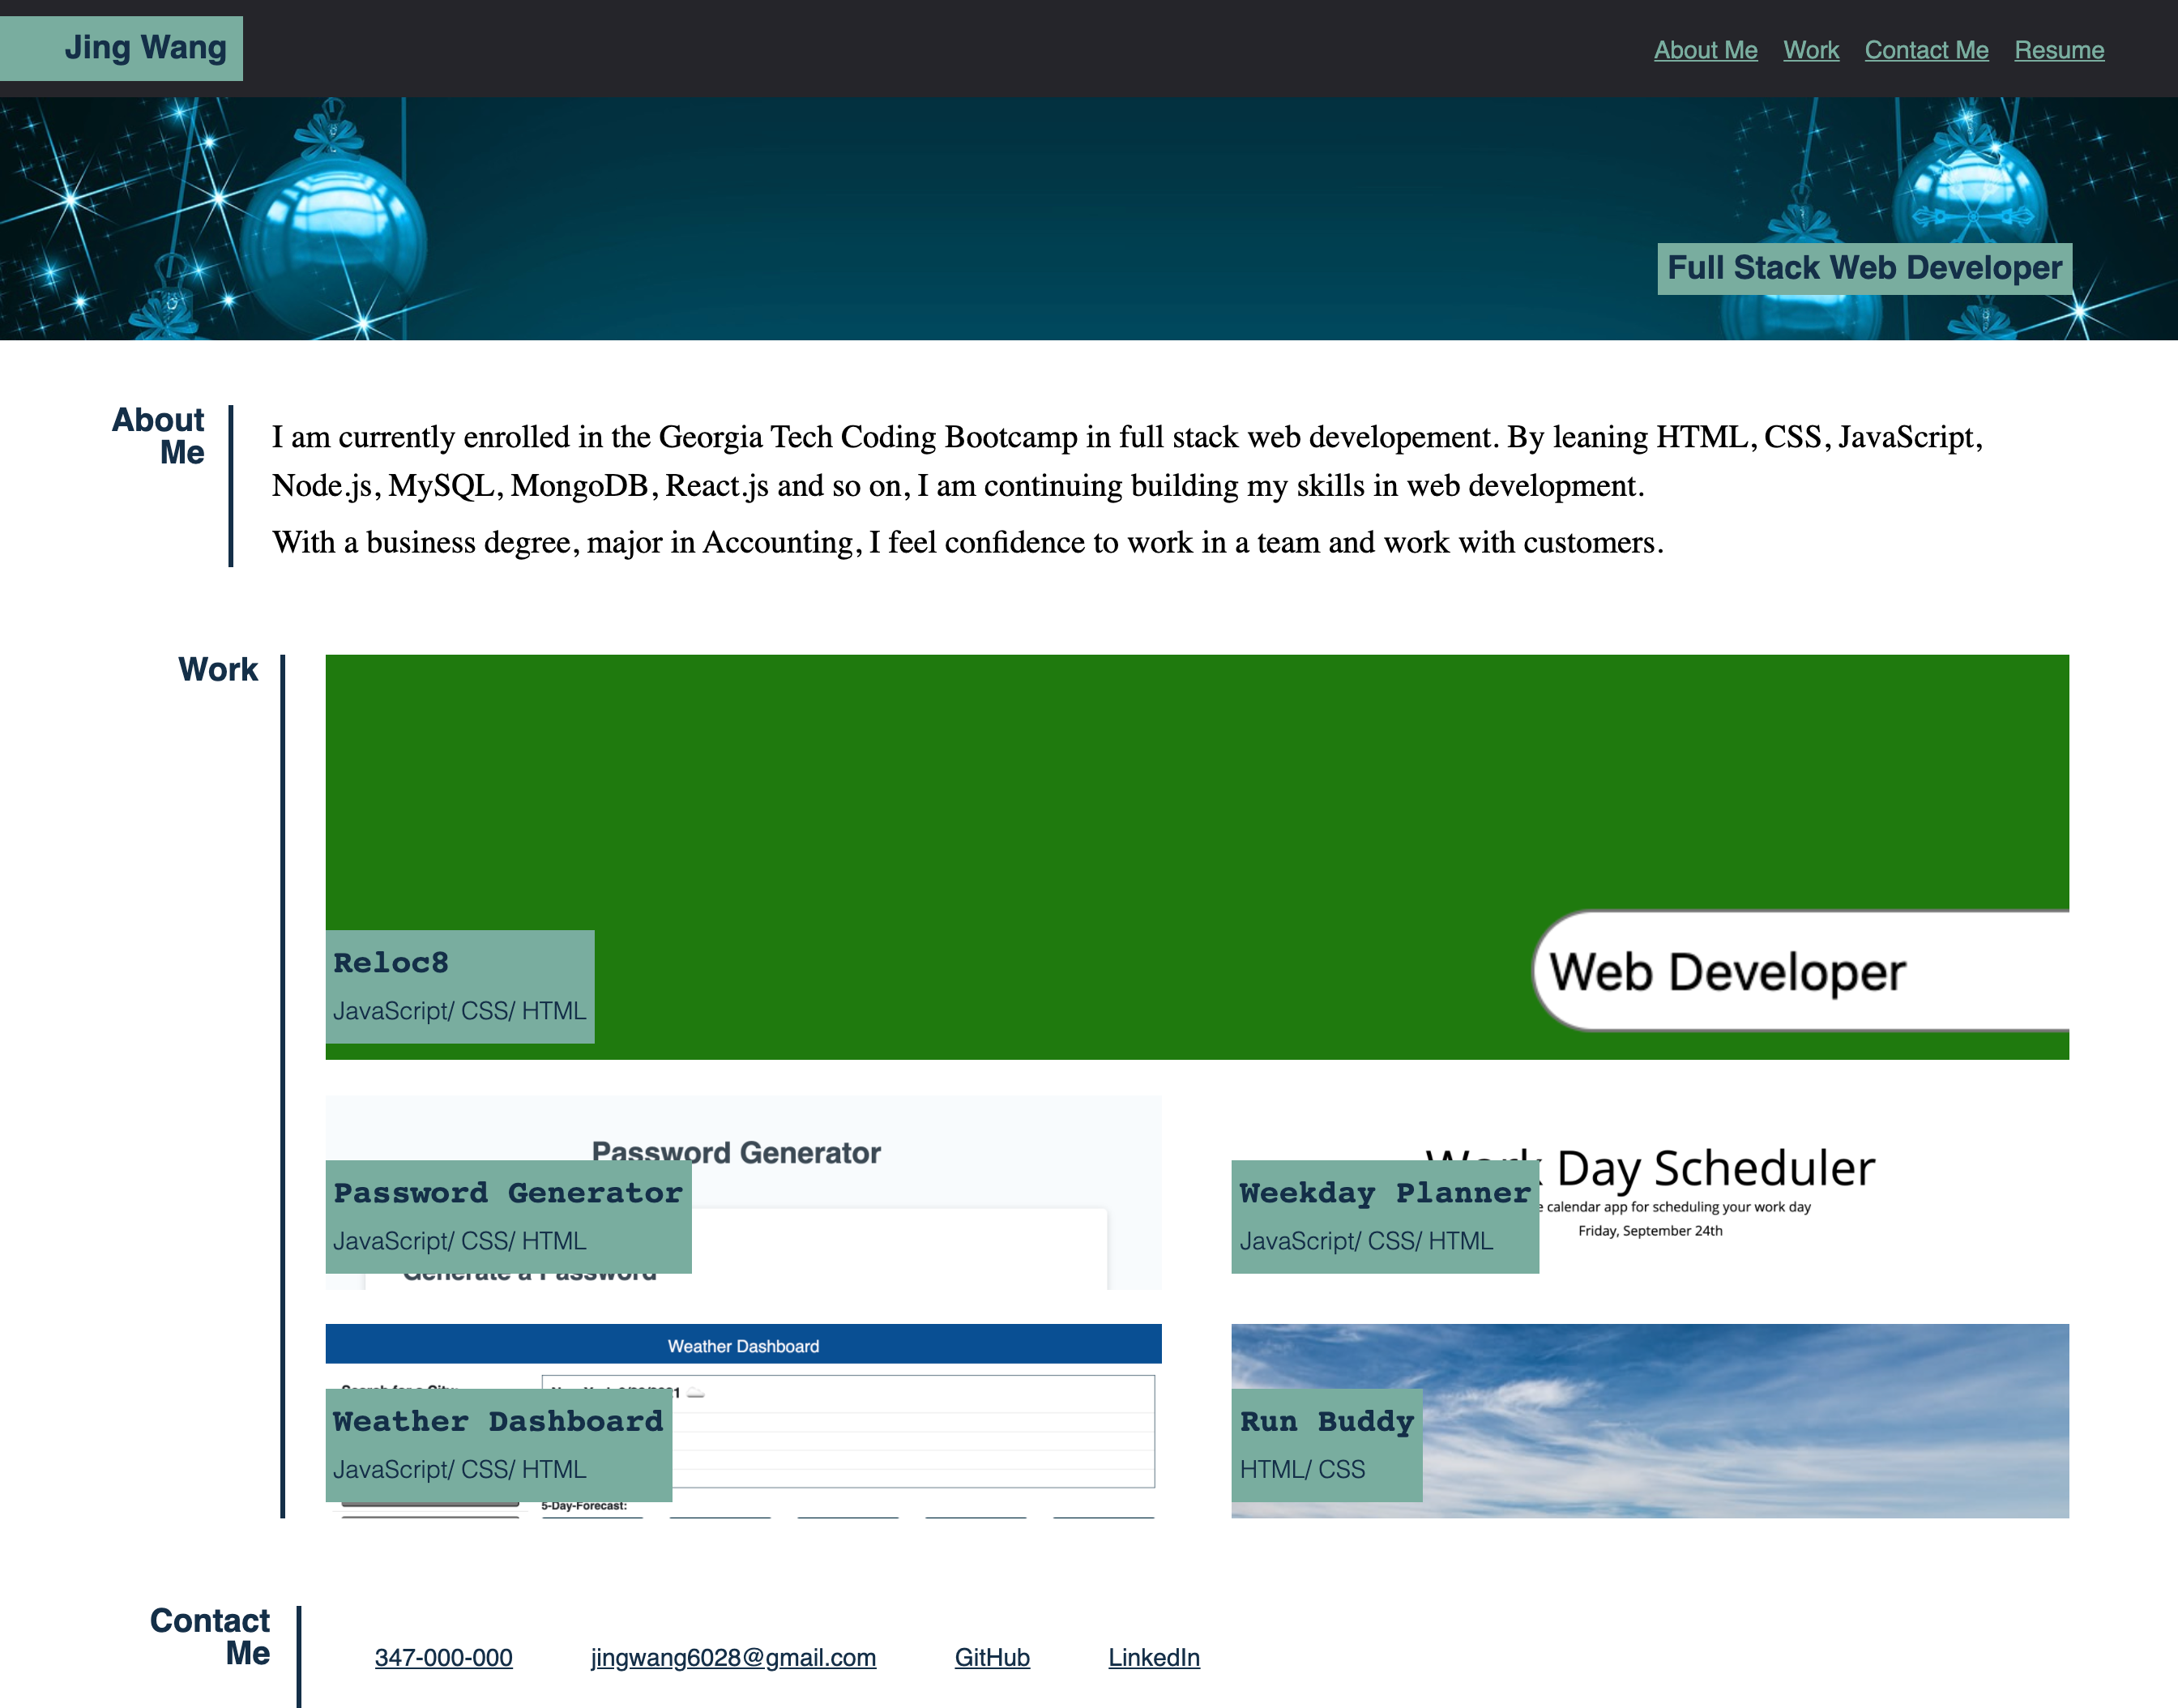 Jing Wang
About Me Work Contact Me Resume
Full Stack Web Developer
About
Me
I am currently enrolled in the Georgia Tech Coding Bootcamp in full stack web developement. By leaning HTML, CSS, JavaScript,
Node.js, MySQL, MongoDB, React.js and so on, I am continuing building my skills in web development.
With a business degree, major in Accounting, I feel confidence to work in a team and work with customers.
Work
Reloc8
JavaScript/ CSS/ HTML
Web Developer
Password Generator
Password Generator
JavaScript/ CSS/ HTML
Generate a Password
Work Day Scheduler
calendar app for scheduling your work day
Friday, September 24th
Weekday Planner
JavaScript/ CSS/ HTML
Weather Dashboard
Search for a City:
Weather Dashboard
JavaScript/ CSS/ HTML
5-Day-Forecast:
Run Buddy
HTML/ CSS
Contact
Me
347-000-000 jingwang6028@gmail.com GitHub LinkedIn